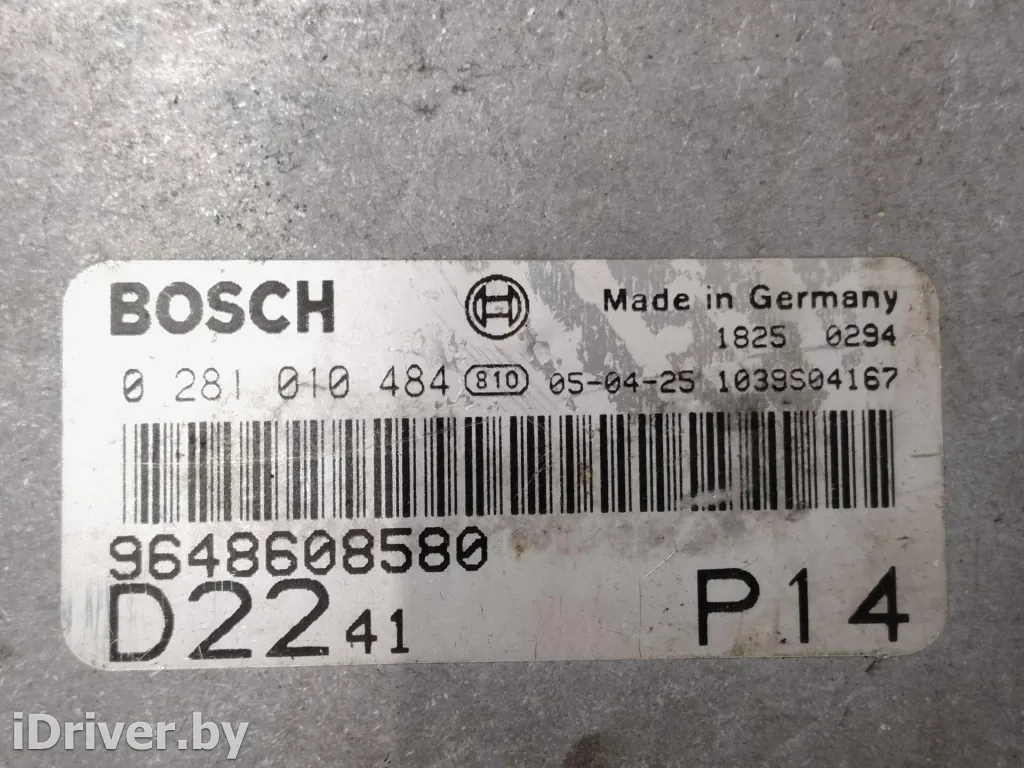 BOSCH Made in Germany
1825 0294
0 281 010 484 810 05-04-25 1039S04167
9648608580
D22 41 P14
iDriver.by